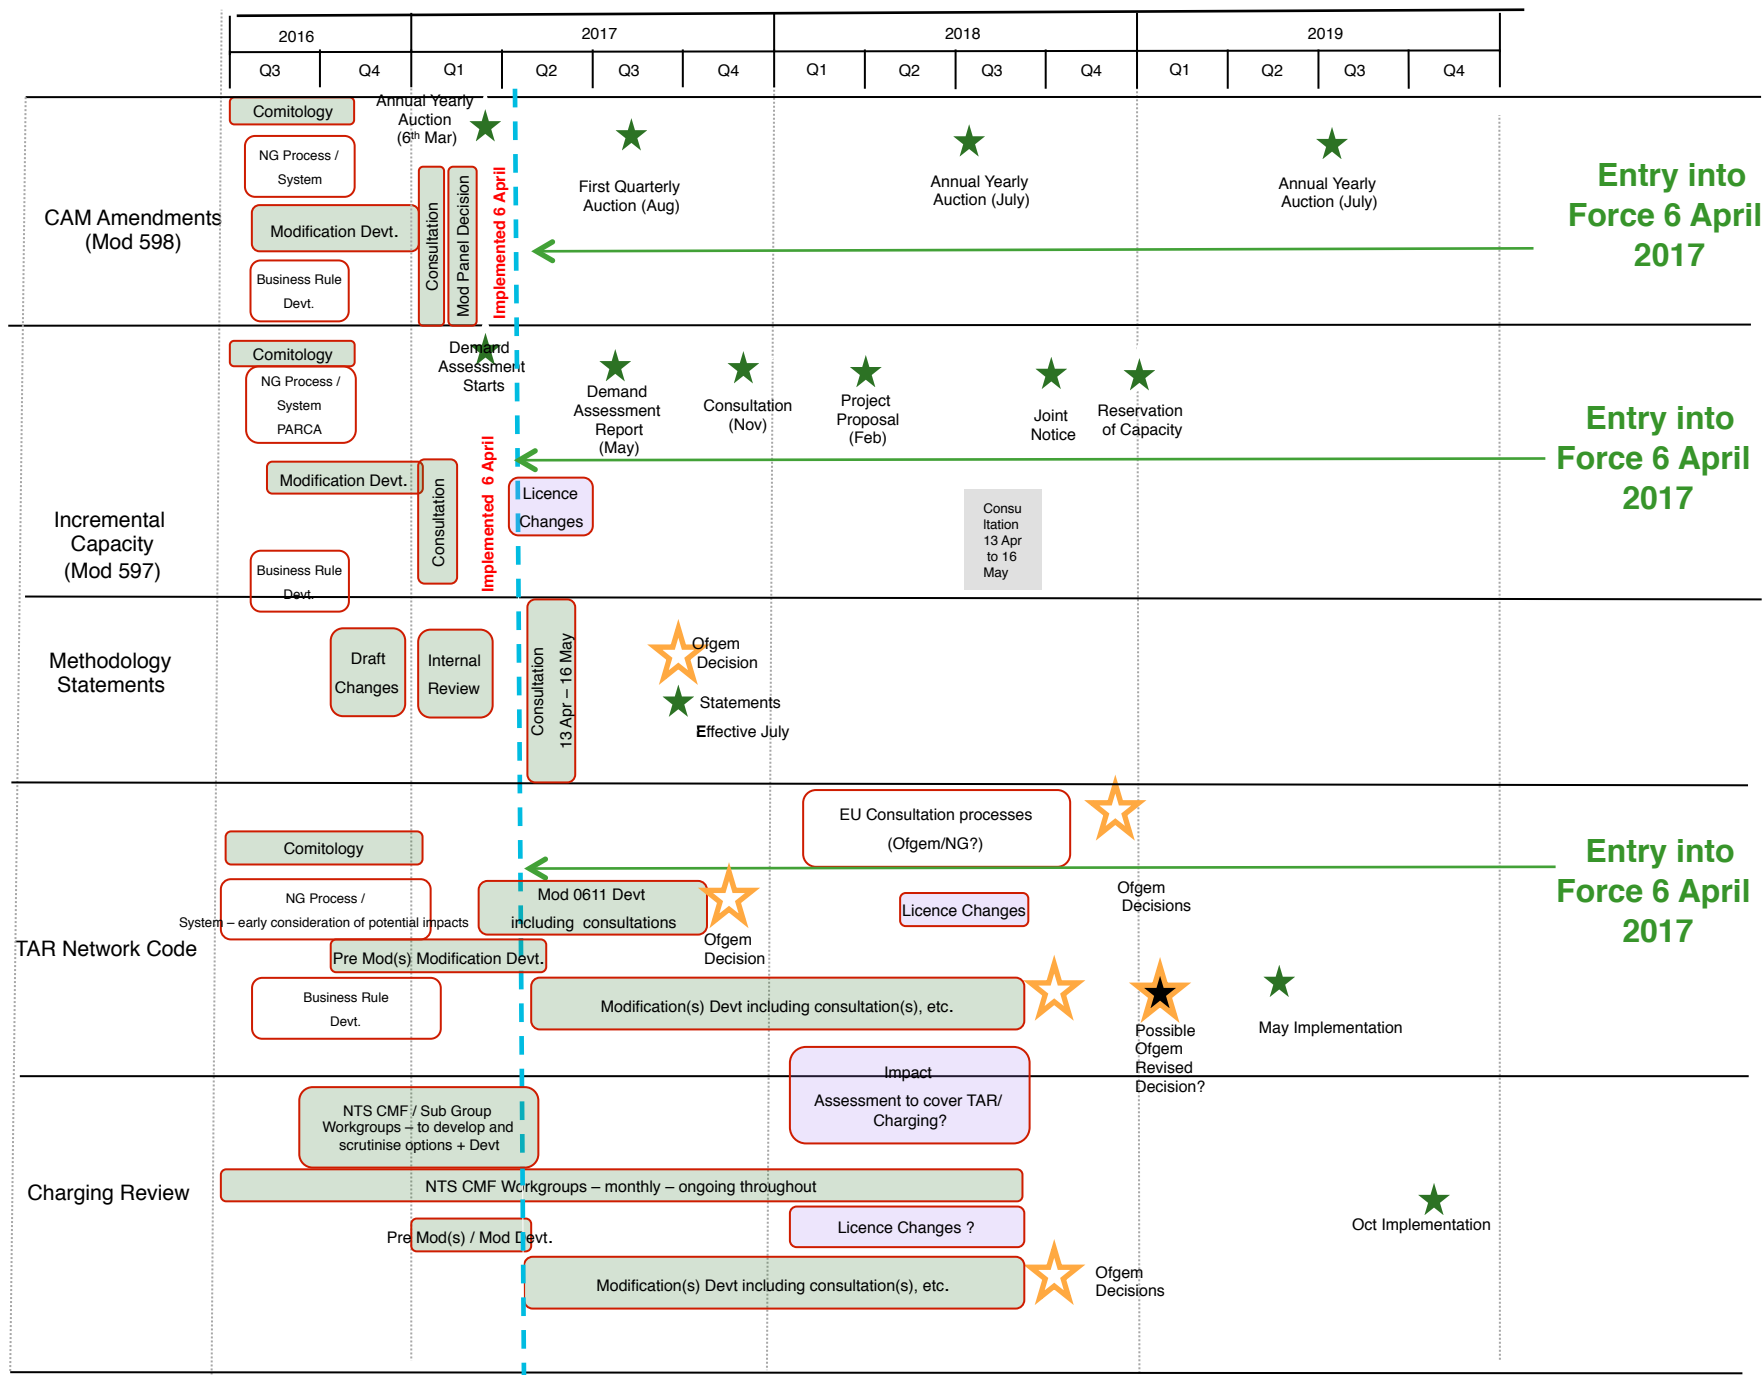 2016
2017
2018
2019
Q3
Q4
Q1
Q2
Q3
Q4
Q1
Q2
Q3
Q4
Q1
Q2
Q3
Q4
CAM Amendments
(Mod 598)
Comitology
NG Process /
System
Modification Devt.
Business Rule
Devt.
Annual Yearly
Auction
(6th Mar)
Consultation
Mod Panel Decision
Implemented 6 April
First Quarterly
Auction (Aug)
Annual Yearly
Auction (July)
Annual Yearly
Auction (July)
Entry into
Force 6 April
2017
Incremental
Capacity
(Mod 597)
Comitology
NG Process /
System
PARCA
Modification Devt.
Business Rule
Devt.
Demand
Assessment
Starts
Consultation
Implemented 6 April
Licence
Changes
Demand
Assessment
Report
(May)
Consultation
(Nov)
Project
Proposal
(Feb)
Joint
Notice
Reservation
of Capacity
Consu
ltation
13 Apr
to 16
May
Entry into
Force 6 April
2017
Methodology
Statements
Draft
Changes
Internal
Review
Consultation
13 Apr – 16 May
Ofgem
Decision
Statements
Effective July
TAR Network Code
Comitology
NG Process /
System – early consideration of potential impacts
Pre Mod(s) Modification Devt.
Business Rule
Devt.
Mod 0611 Devt
including consultations
Ofgem
Decision
Modification(s) Devt including consultation(s), etc.
EU Consultation processes
(Ofgem/NG?)
Licence Changes
Ofgem
Decisions
Possible
Ofgem
Revised
Decision?
May Implementation
Entry into
Force 6 April
2017
Impact
Assessment to cover TAR/
Charging?
Charging Review
NTS CMF / Sub Group
Workgroups – to develop and
scrutinise options + Devt
NTS CMF Workgroups – monthly – ongoing throughout
Pre Mod(s) / Mod Devt.
Licence Changes ?
Modification(s) Devt including consultation(s), etc.
Ofgem
Decisions
Oct Implementation